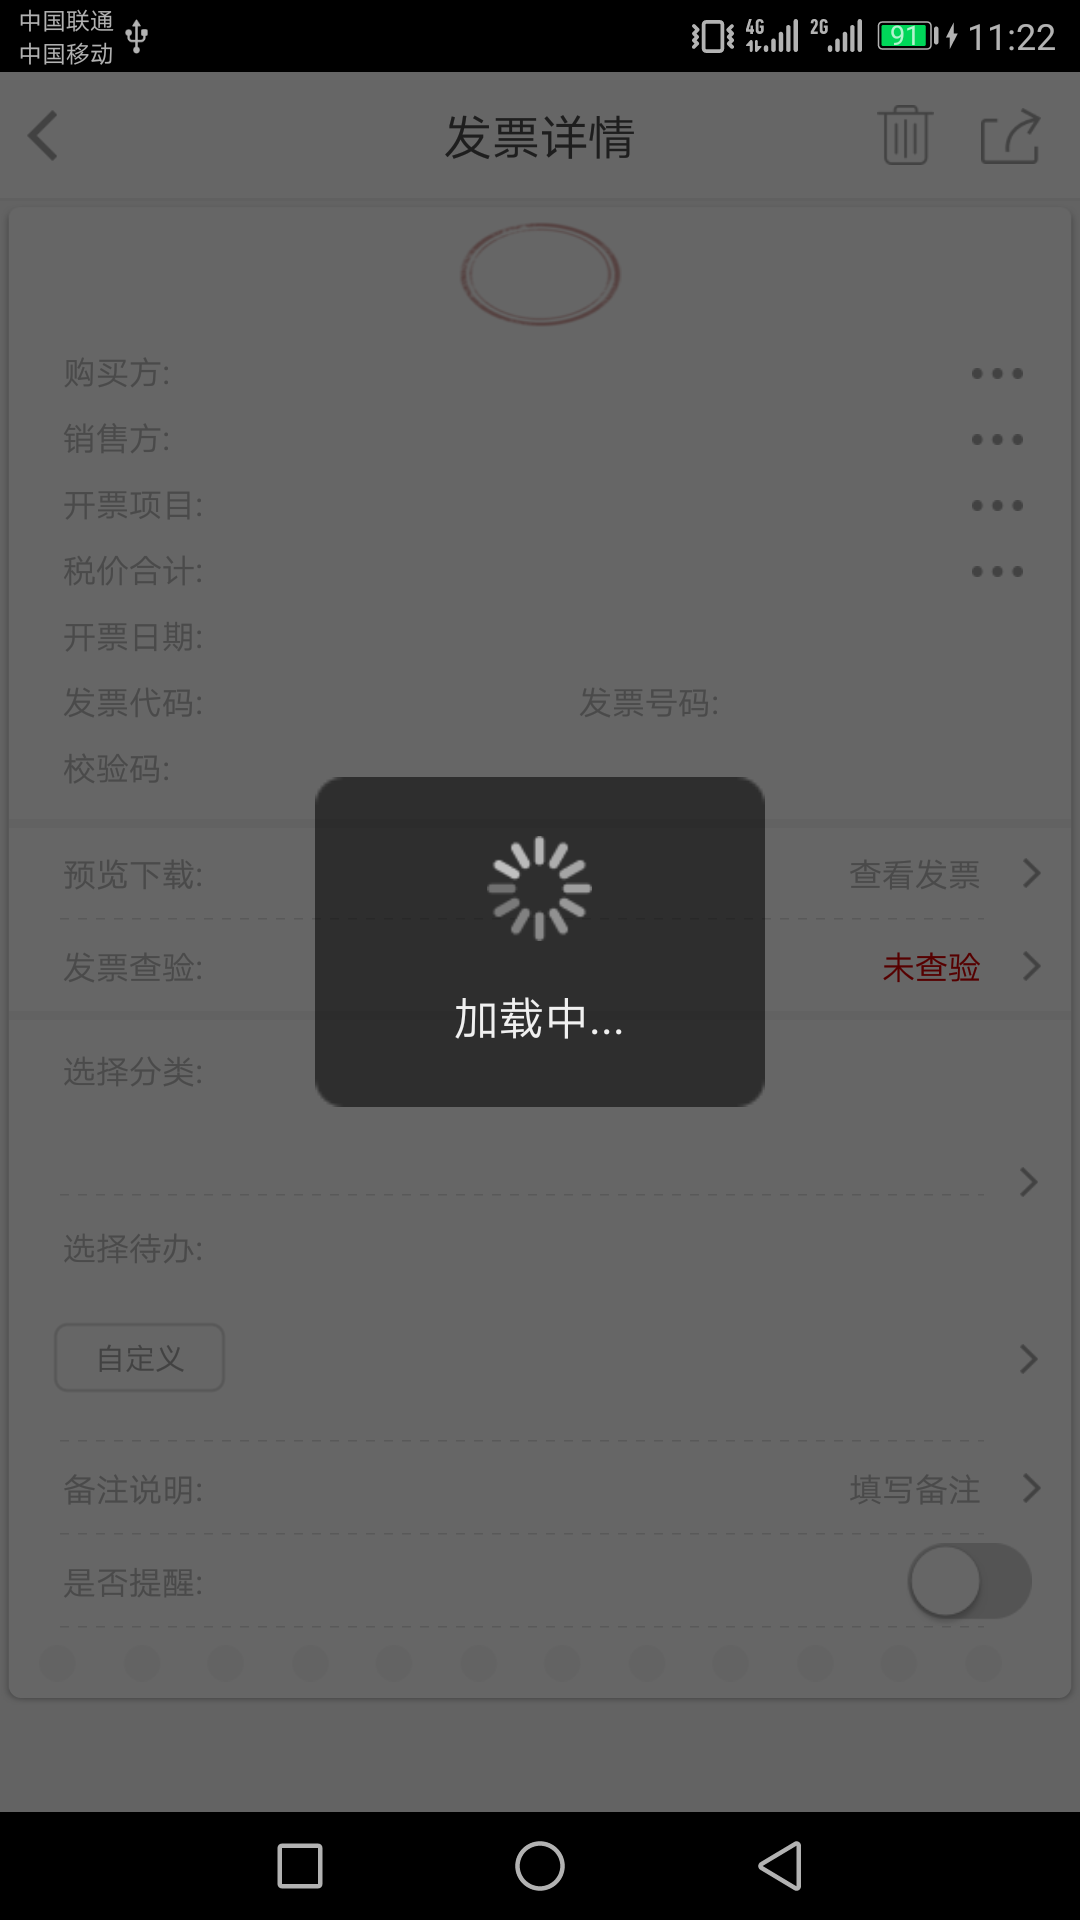 中国联通
中国移动
4G
2G
91
11:22
发票详情
购买方:
销售方:
开票项目:
税价合计:
开票日期:
发票代码:
发票号码:
校验码:
预览下载:
查看发票
发票查验:
未查验
加载中...
选择分类:
选择待办:
自定义
备注说明:
填写备注
是否提醒: